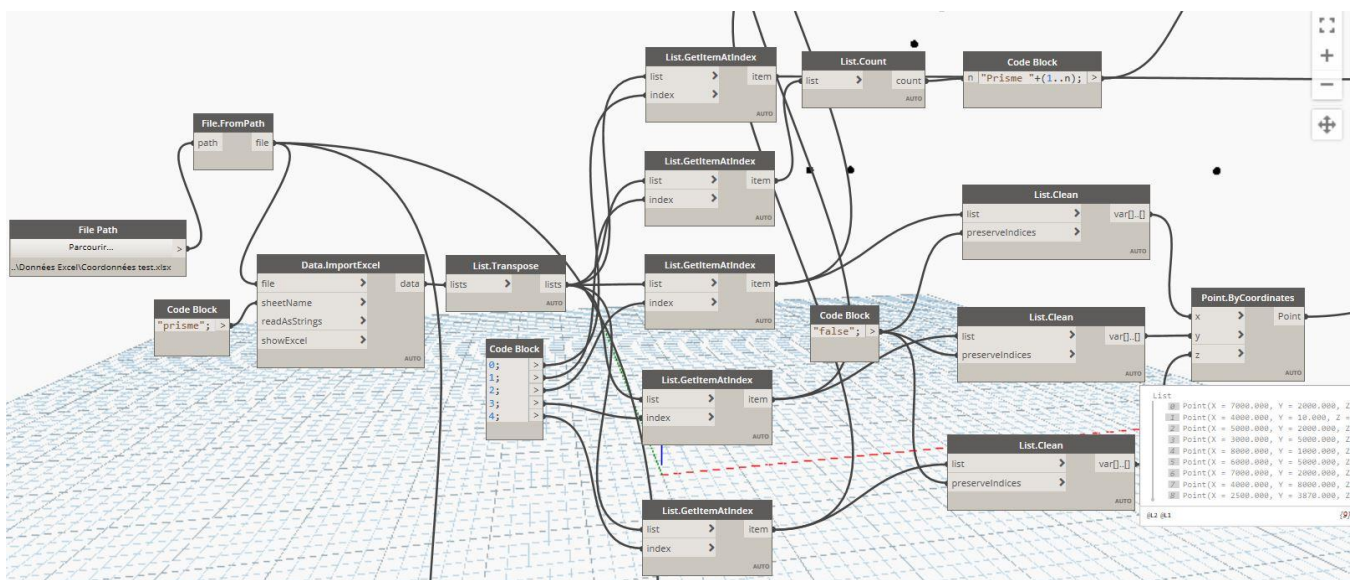 List.GetItemAtIndex
list > item
index >
AUTO
List.Count
list > count
AUTO
Code Block
n "Prisme "+(1..n); >
AUTO
File.FromPath
path file
AUTO
List.GetItemAtIndex
list > item
index >
AUTO
File Path
Parcourir... >
..\Données Excel\Coordonnées test.xlsx
Code Block
"prisme"; >
Data.ImportExcel
file > data
sheetName >
readAsStrings >
showExcel >
AUTO
List.Transpose
lists > lists
AUTO
List.GetItemAtIndex
list > item
index >
AUTO
Code Block
0; >
1; >
2; >
3; >
4; >
List.GetItemAtIndex
list > item
index >
AUTO
List.GetItemAtIndex
list > item
index >
AUTO
Code Block
"false"; >
List.Clean
list > var[]..[]
preserveIndices >
AUTO
List.Clean
list > var[]..[]
preserveIndices >
AUTO
List.Clean
list > var[]..[]
preserveIndices >
AUTO
Point.ByCoordinates
x > Point
y >
z >
AUTO
List
0 Point(X = 7000.000, Y = 2000.000, Z
1 Point(X = 4000.000, Y = 10.000, Z =
2 Point(X = 5000.000, Y = 2000.000, Z
3 Point(X = 3000.000, Y = 5000.000, Z
4 Point(X = 8000.000, Y = 1000.000, Z
5 Point(X = 6000.000, Y = 5000.000, Z
6 Point(X = 7000.000, Y = 2000.000, Z
7 Point(X = 4000.000, Y = 8000.000, Z
8 Point(X = 2500.000, Y = 3870.000, Z
@L2 @L1 {9}